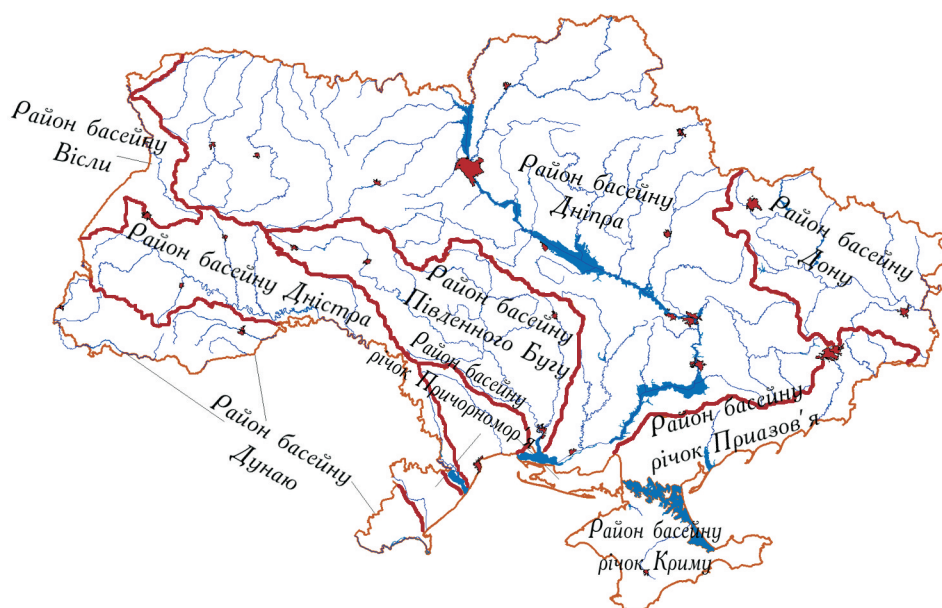 Район басейну
Вісли
Район басейну
Дніпра
Район басейну
Дону
Район басейну Дністра
Район басейну
Південного Бугу
Район басейну
річок Причорномор'я
Район басейну
річок Приазов'я
Район басейну
Дунаю
Район басейну
річок Криму